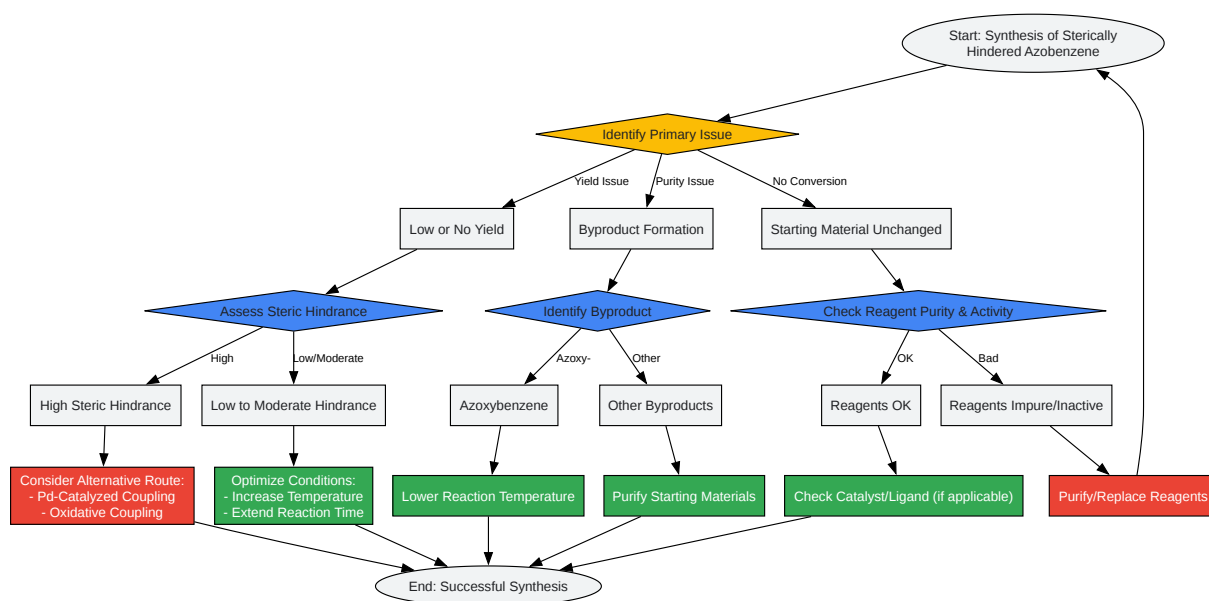 Start: Synthesis of Sterically
Hindered Azobenzene
Identify Primary Issue
Yield Issue
Purity Issue
No Conversion
Low or No Yield
Byproduct Formation
Starting Material Unchanged
Assess Steric Hindrance
Identify Byproduct
Check Reagent Purity & Activity
High
Low/Moderate
Azoxy-
Other
OK
Bad
High Steric Hindrance
Low to Moderate Hindrance
Azoxybenzene
Other Byproducts
Reagents OK
Reagents Impure/Inactive
Consider Alternative Route:
- Pd-Catalyzed Coupling
- Oxidative Coupling
Optimize Conditions:
- Increase Temperature
- Extend Reaction Time
Lower Reaction Temperature
Purify Starting Materials
Check Catalyst/Ligand (if applicable)
Purify/Replace Reagents
End: Successful Synthesis